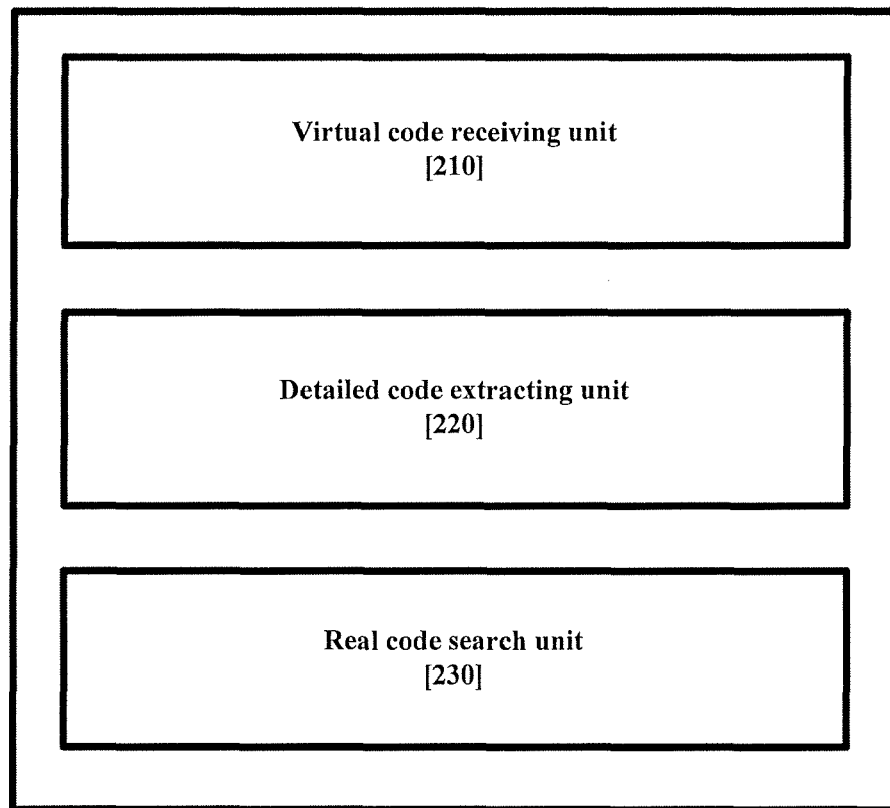 Virtual code receiving unit
[210]
Detailed code extracting unit
[220]
Real code search unit
[230]